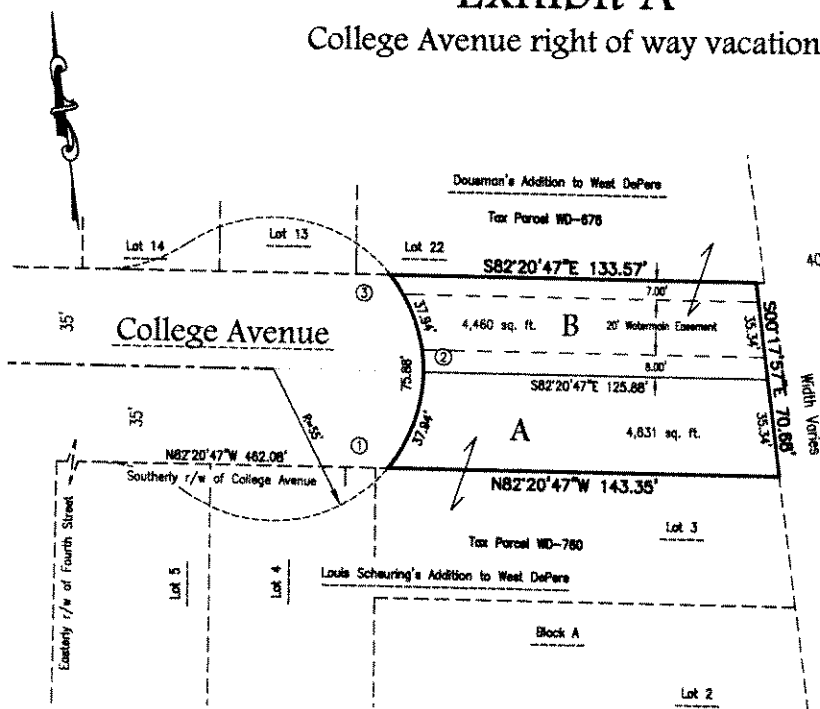 Exhibit A
College Avenue right of way vacation
Dousman's Addition to West DePere
Tax Parcel WD-676
Lot 14
Lot 13
Lot 22
S82°20'47"E 133.57'
40
7.00'
③
37.94'
4,460 sq. ft.
B
20' Watermain Easement
35.34'
S00°17'57"E 70.68'
Width Varies
35'
College Avenue
75.88'
②
8.00'
S82°20'47"E 125.88'
35'
R=55'
37.94'
A
4,631 sq. ft.
35.34'
①
N82°20'47"W 462.08'
Southerly r/w of College Avenue
N82°20'47"W 143.35'
Easterly r/w of Fourth Street
Lot 3
Tax Parcel WD-760
Lot 5
Lot 4
Louis Scheuring's Addition to West DePere
Block A
Lot 2